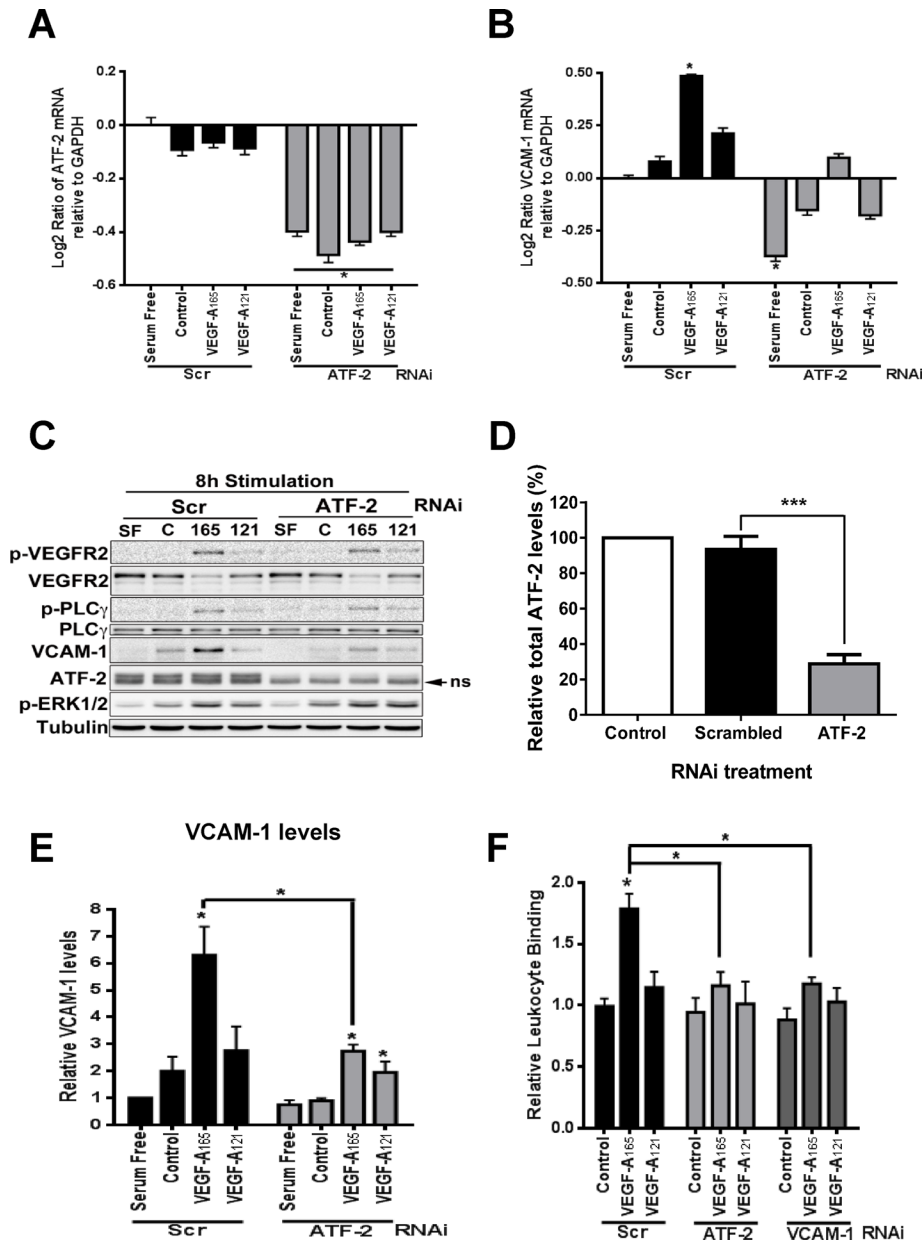 A
Log2 Ratio of ATF-2 mRNA
relative to GAPDH
0.2
0.0
-0.2
-0.4
-0.6
*
Serum Free
Control
VEGF-A165
VEGF-A121
Serum Free
Control
VEGF-A165
VEGF-A121
Scr
ATF-2
RNAi
B
Log2 Ratio VCAM-1 mRNA
relative to GAPDH
0.50
0.25
0.00
-0.25
-0.50
*
*
Serum Free
Control
VEGF-A165
VEGF-A121
Serum Free
Control
VEGF-A165
VEGF-A121
Scr
ATF-2
RNAi
C
8h Stimulation
Scr
ATF-2
RNAi
SF C 165 121 SF C 165 121
p-VEGFR2
VEGFR2
p-PLCγ
PLCγ
VCAM-1
ATF-2
ns
p-ERK1/2
Tubulin
D
Relative total ATF-2 levels (%)
120
100
80
60
40
20
0
***
Control
Scrambled
ATF-2
RNAi treatment
E
VCAM-1 levels
Relative VCAM-1 levels
8
7
6
5
4
3
2
1
0
*
*
*
*
Serum Free
Control
VEGF-A165
VEGF-A121
Serum Free
Control
VEGF-A165
VEGF-A121
Scr
ATF-2
RNAi
F
Relative Leukocyte Binding
2.0
1.5
1.0
0.5
0.0
*
*
*
Control
VEGF-A165
VEGF-A121
Control
VEGF-A165
VEGF-A121
Control
VEGF-A165
VEGF-A121
Scr
ATF-2
VCAM-1
RNAi